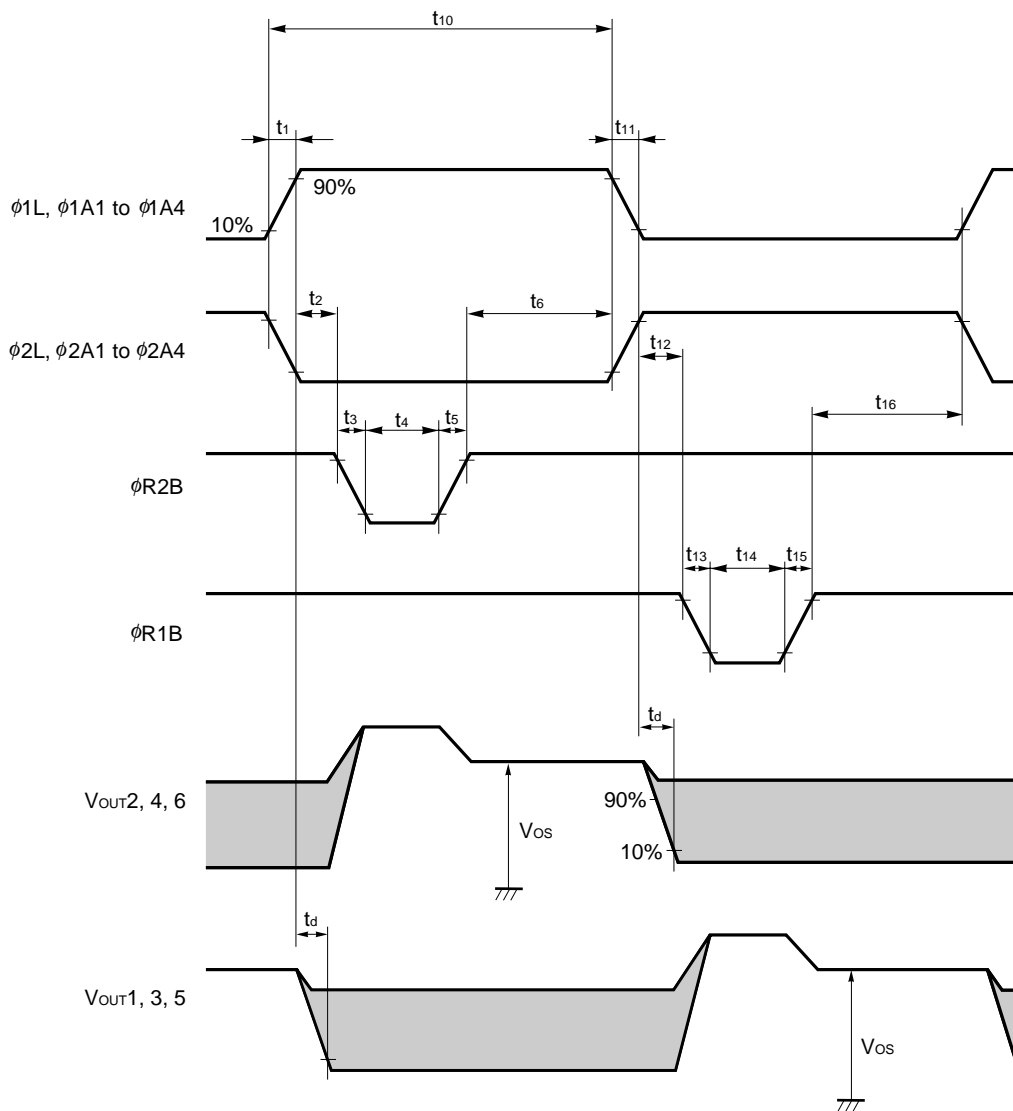 t10
t1
t11
ϕ1L, ϕ1A1 to ϕ1A4
90%
10%
t2
t6
ϕ2L, ϕ2A1 to ϕ2A4
t12
t16
t3
t4
t5
ϕR2B
t13
t14
t15
ϕR1B
td
VOUT2, 4, 6
90%
VOS
10%
td
VOUT1, 3, 5
VOS